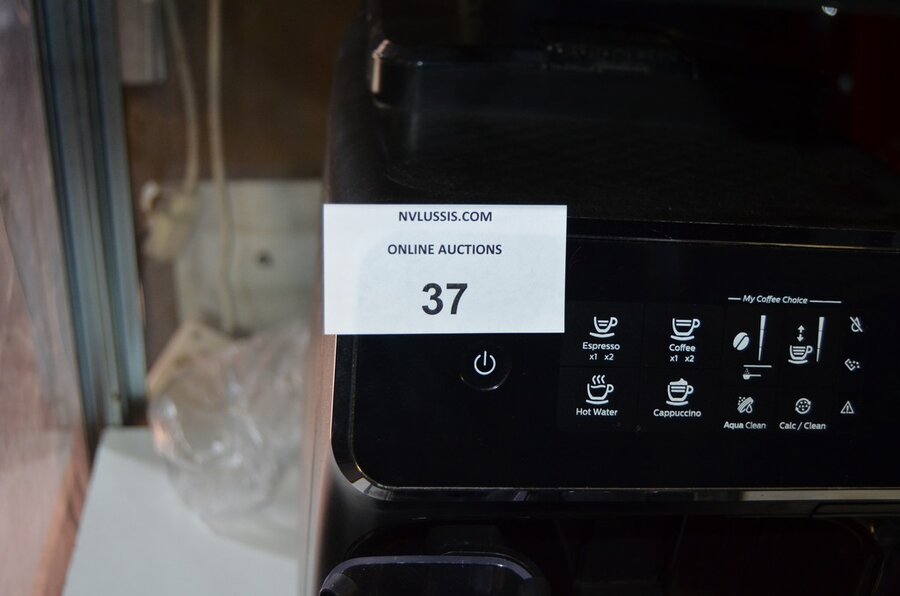 NVLUSSIS.COM
ONLINE AUCTIONS
37
My Coffee Choice
Espresso
x1 x2
Coffee
x1 x2
Hot Water
Cappuccino
Aqua Clean
Calc / Clean